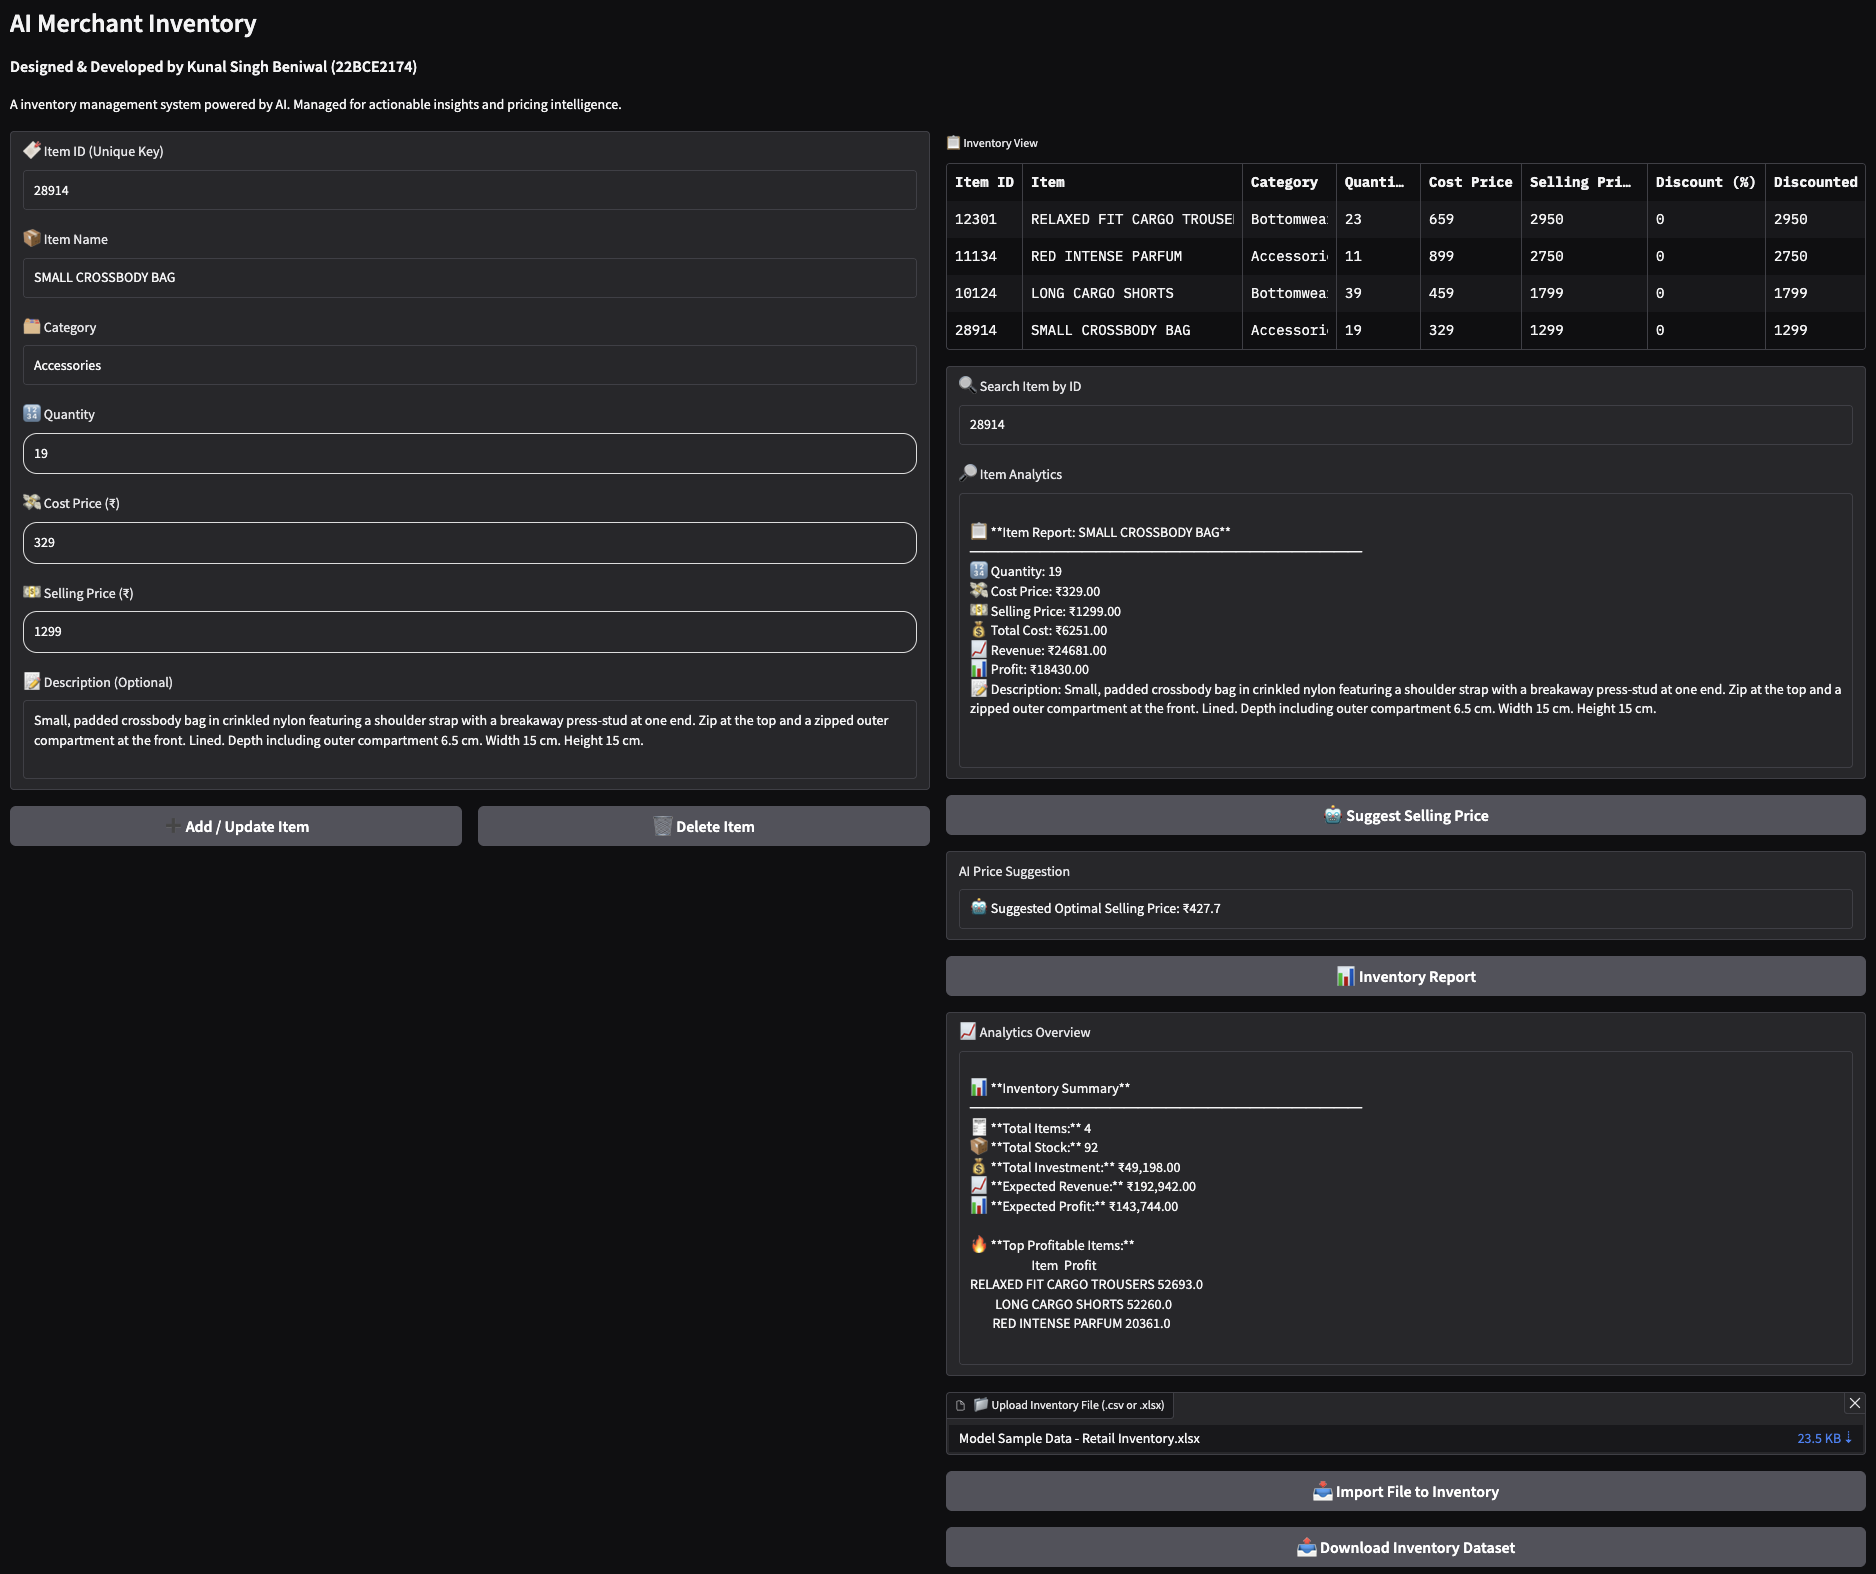 AI Merchant Inventory
Designed & Developed by Kunal Singh Beniwal (22BCE2174)
A inventory management system powered by AI. Managed for actionable insights and pricing intelligence.
Item ID (Unique Key)
28914
Item Name
SMALL CROSSBODY BAG
Category
Accessories
Quantity
19
Cost Price (₹)
329
Selling Price (₹)
1299
Description (Optional)
Small, padded crossbody bag in crinkled nylon featuring a shoulder strap with a breakaway press-stud at one end. Zip at the top and a zipped outer
compartment at the front. Lined. Depth including outer compartment 6.5 cm. Width 15 cm. Height 15 cm.
Add / Update Item
Delete Item
Inventory View
Item ID Item Category Quanti… Cost Price Selling Pri… Discount (%) Discounted
12301 RELAXED FIT CARGO TROUSE Bottomwea 23 659 2950 0 2950
11134 RED INTENSE PARFUM Accessori 11 899 2750 0 2750
10124 LONG CARGO SHORTS Bottomwea 39 459 1799 0 1799
28914 SMALL CROSSBODY BAG Accessori 19 329 1299 0 1299
Search Item by ID
28914
Item Analytics
**Item Report: SMALL CROSSBODY BAG**
Quantity: 19
Cost Price: ₹329.00
Selling Price: ₹1299.00
Total Cost: ₹6251.00
Revenue: ₹24681.00
Profit: ₹18430.00
Description: Small, padded crossbody bag in crinkled nylon featuring a shoulder strap with a breakaway press-stud at one end. Zip at the top and a
zipped outer compartment at the front. Lined. Depth including outer compartment 6.5 cm. Width 15 cm. Height 15 cm.
Suggest Selling Price
AI Price Suggestion
Suggested Optimal Selling Price: ₹427.7
Inventory Report
Analytics Overview
**Inventory Summary**
**Total Items:** 4
**Total Stock:** 92
**Total Investment:** ₹49,198.00
**Expected Revenue:** ₹192,942.00
**Expected Profit:** ₹143,744.00
**Top Profitable Items:**
Item Profit
RELAXED FIT CARGO TROUSERS 52693.0
LONG CARGO SHORTS 52260.0
RED INTENSE PARFUM 20361.0
Upload Inventory File (.csv or .xlsx)
Model Sample Data - Retail Inventory.xlsx 23.5 KB ↓
Import File to Inventory
Download Inventory Dataset